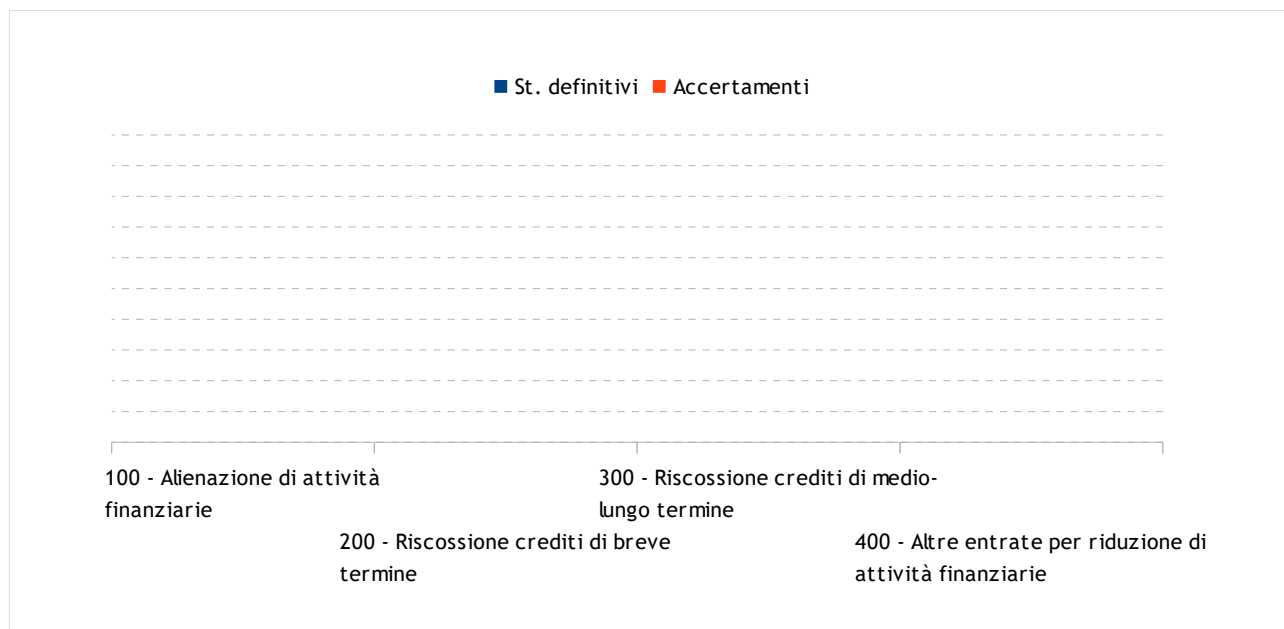 St. definitivi Accertamenti
100 - Alienazione di attività
finanziarie
200 - Riscossione crediti di breve
termine
300 - Riscossione crediti di medio-
lungo termine
400 - Altre entrate per riduzione di
attività finanziarie